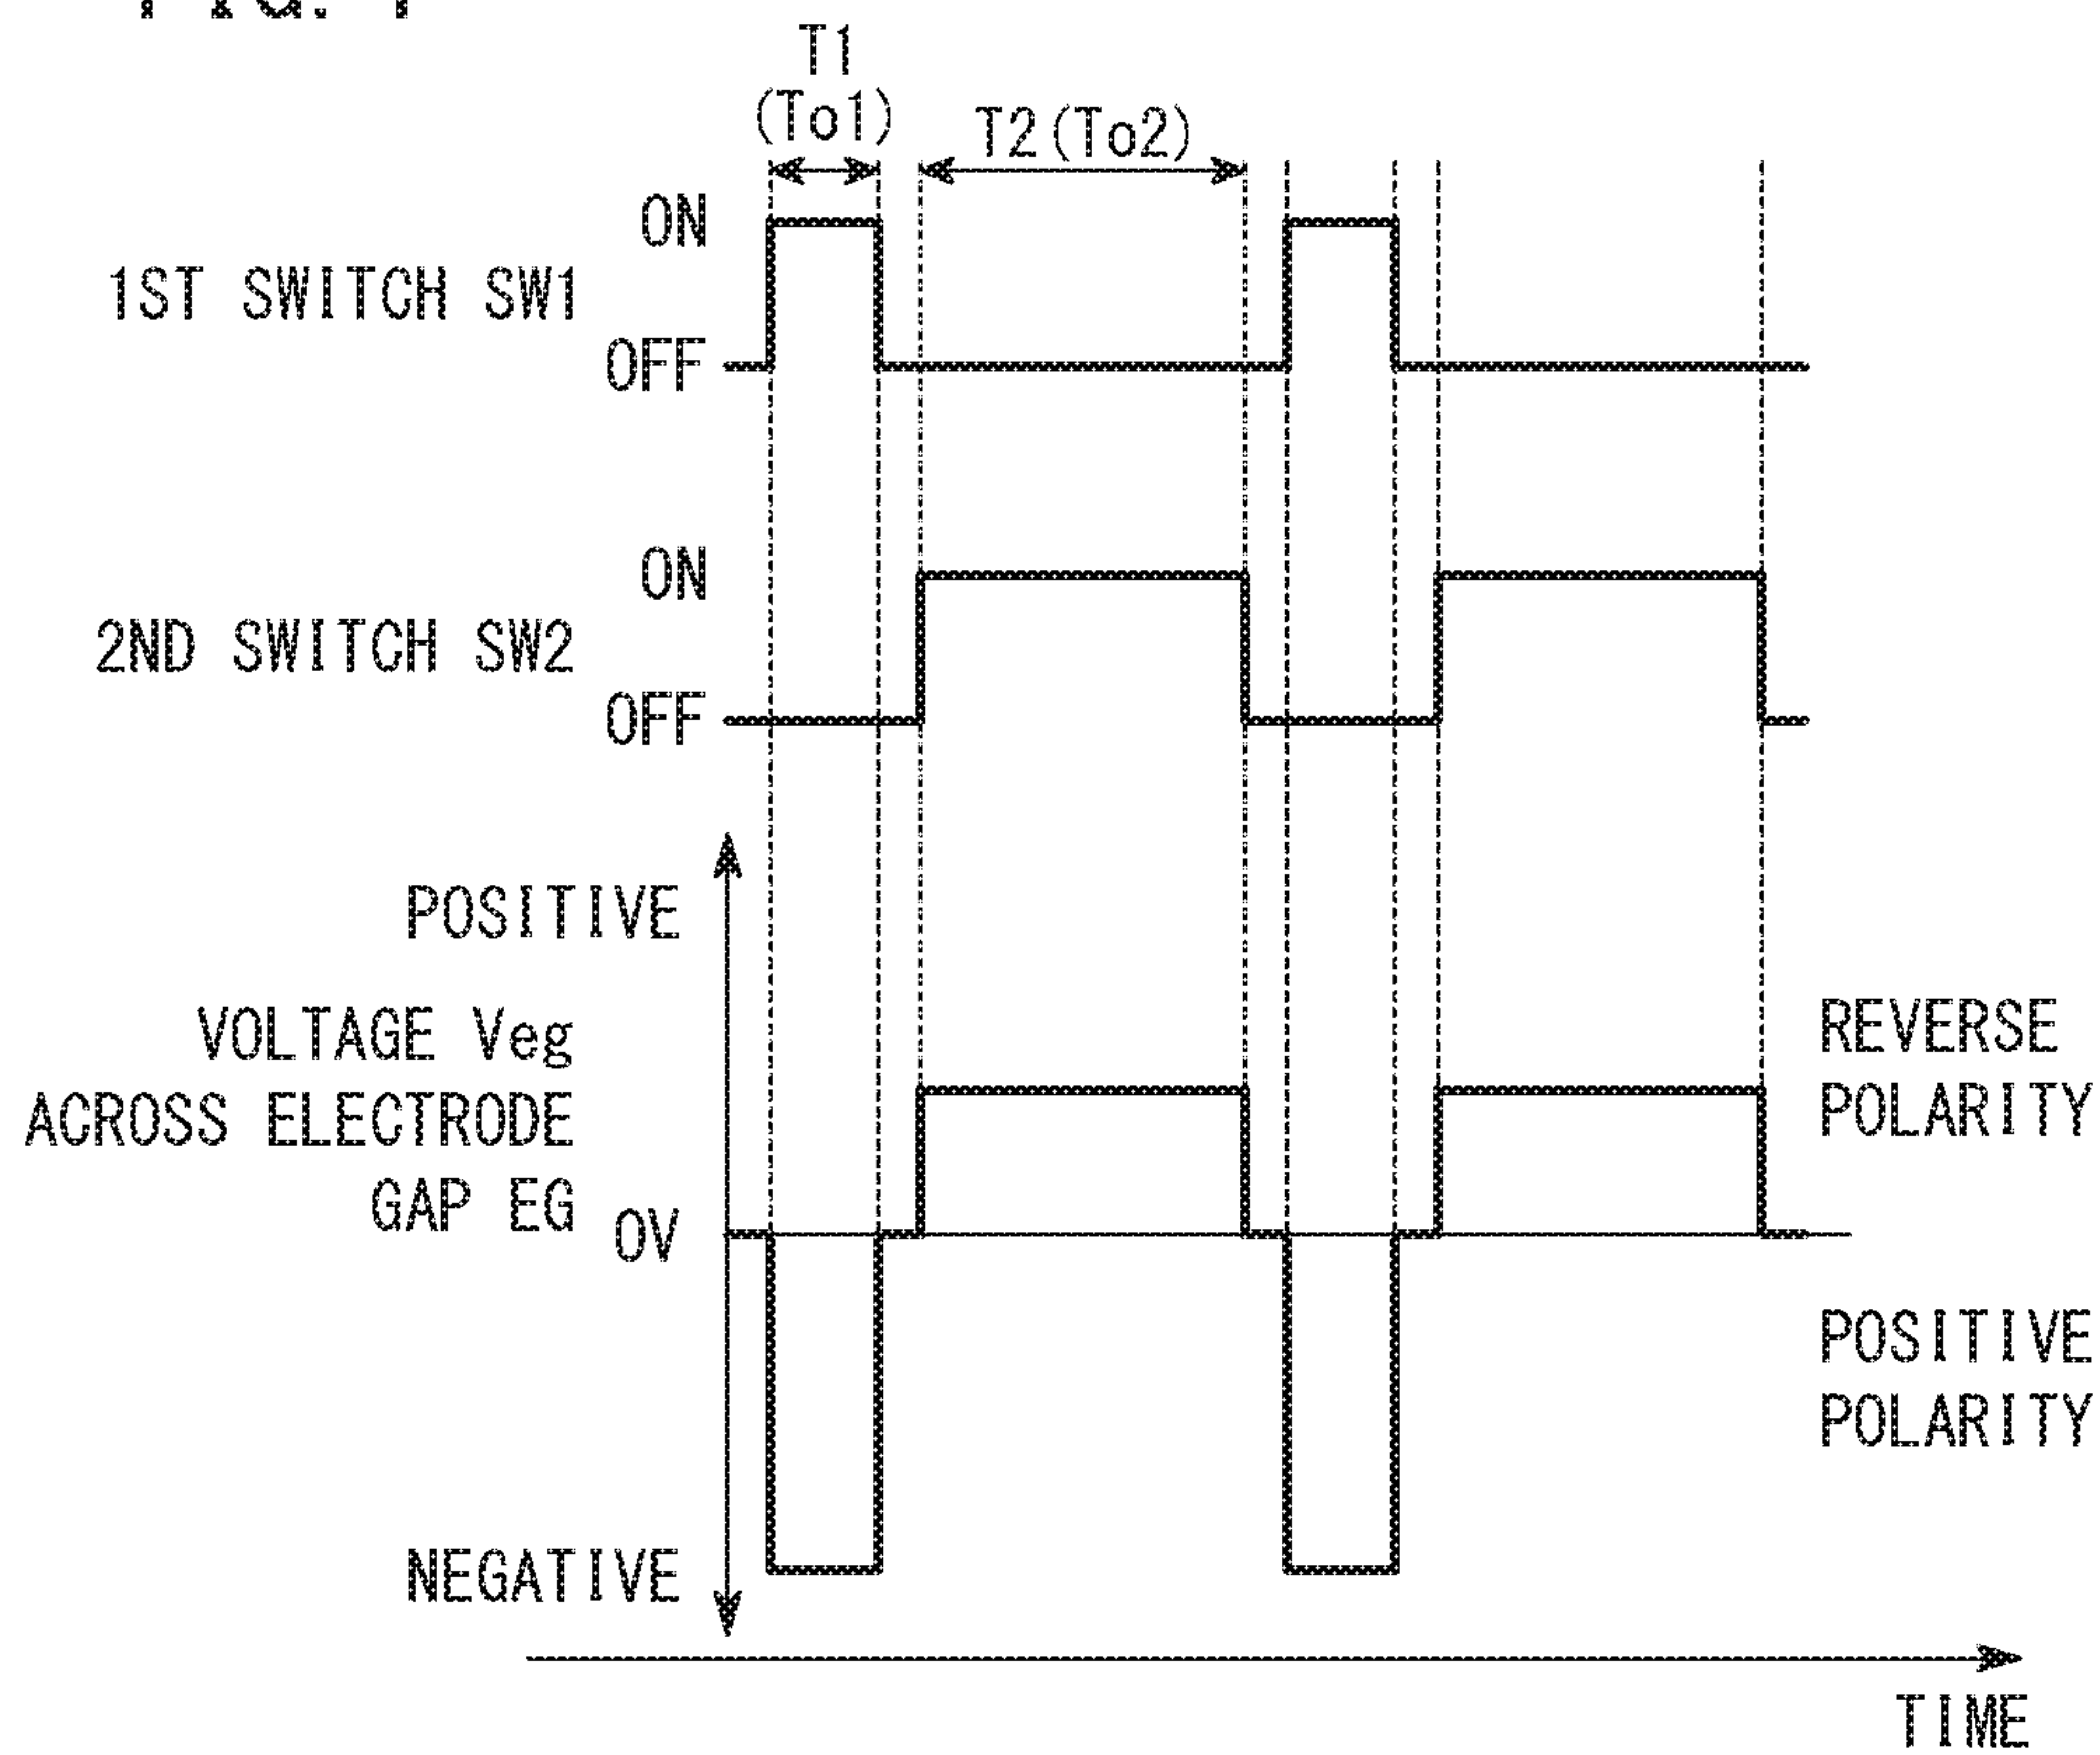 T1
(To1)
T2(To2)
ON
1ST SWITCH SW1
OFF
ON
2ND SWITCH SW2
OFF
POSITIVE
VOLTAGE Veg
ACROSS ELECTRODE
GAP EG
0V
REVERSE
POLARITY
POSITIVE
POLARITY
NEGATIVE
TIME